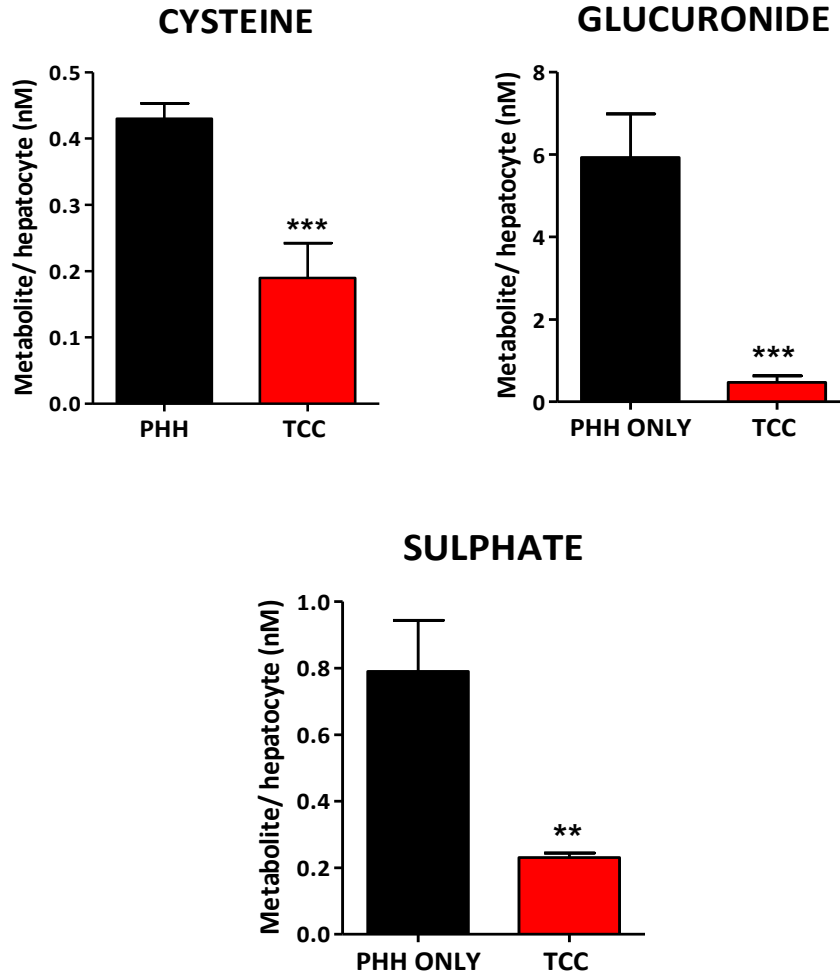 CYSTEINE
Metabolite/ hepatocyte (nM)
0.5
0.4
0.3
0.2
0.1
0.0
***
PHH
TCC
GLUCURONIDE
Metabolite/ hepatocyte (nM)
8
6
4
2
0
***
PHH ONLY
TCC
SULPHATE
Metabolite/ hepatocyte (nM)
1.0
0.8
0.6
0.4
0.2
0.0
**
PHH ONLY
TCC